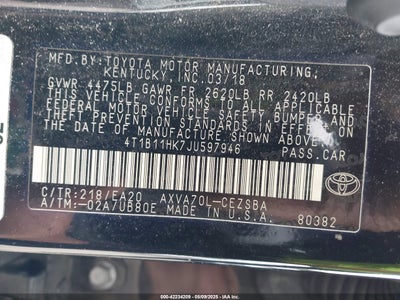 MFD.BY:TOYOTA MOTOR MANUFACTURING,
KENTUCKY,INC.03/18
GVWR 4475LB GAWR FR 2620LB RR 2420LB
THIS VEHICLE CONFORMS TO ALL APPLICABLE
FEDERAL MOTOR VEHICLE SAFETY, BUMPER, AND
THEFT PREVENTION STANDARDS IN EFFECT ON
THE DATE OF MANUFACTURE SHOWN ABOVE.
4T1B11HK7JU597946 PASS.CAR
C/TR:218/FA20 AXVA70L-CEZSBA
A/TM:-02A/UB80E MADE IN U.S.A.
80382
000-42234209 (05/09/2025) - IAA